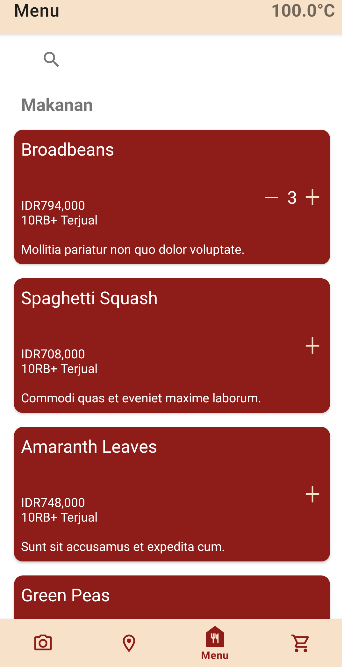 Menu
100.0°C
Makanan
Broadbeans
3
IDR794,000
10RB+ Terjual
Mollitia pariatur non quo dolor voluptate.
Spaghetti Squash
IDR708,000
10RB+ Terjual
Commodi quas et eveniet maxime laborum.
Amaranth Leaves
IDR748,000
10RB+ Terjual
Sunt sit accusamus et expedita cum.
Green Peas
Menu